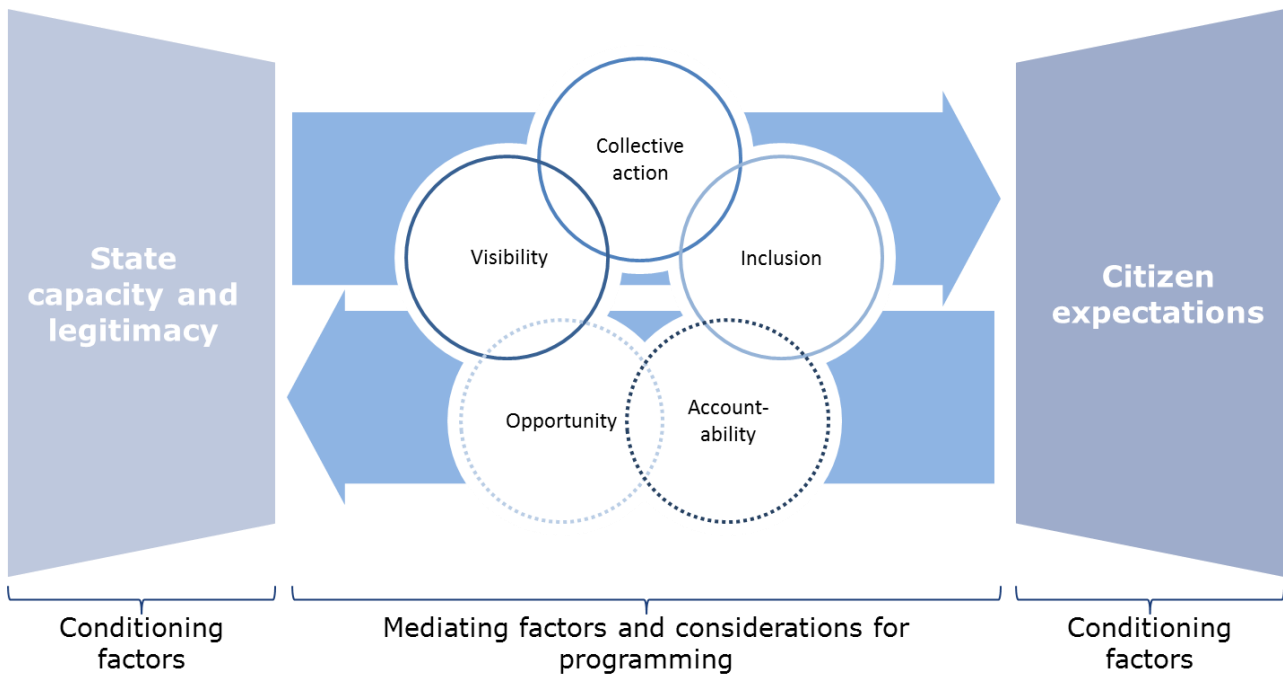 Collective
action
Visibility
Inclusion
State
capacity and
legitimacy
Citizen
expectations
Opportunity
Account-
ability
Conditioning
factors
Mediating factors and considerations for
programming
Conditioning
factors